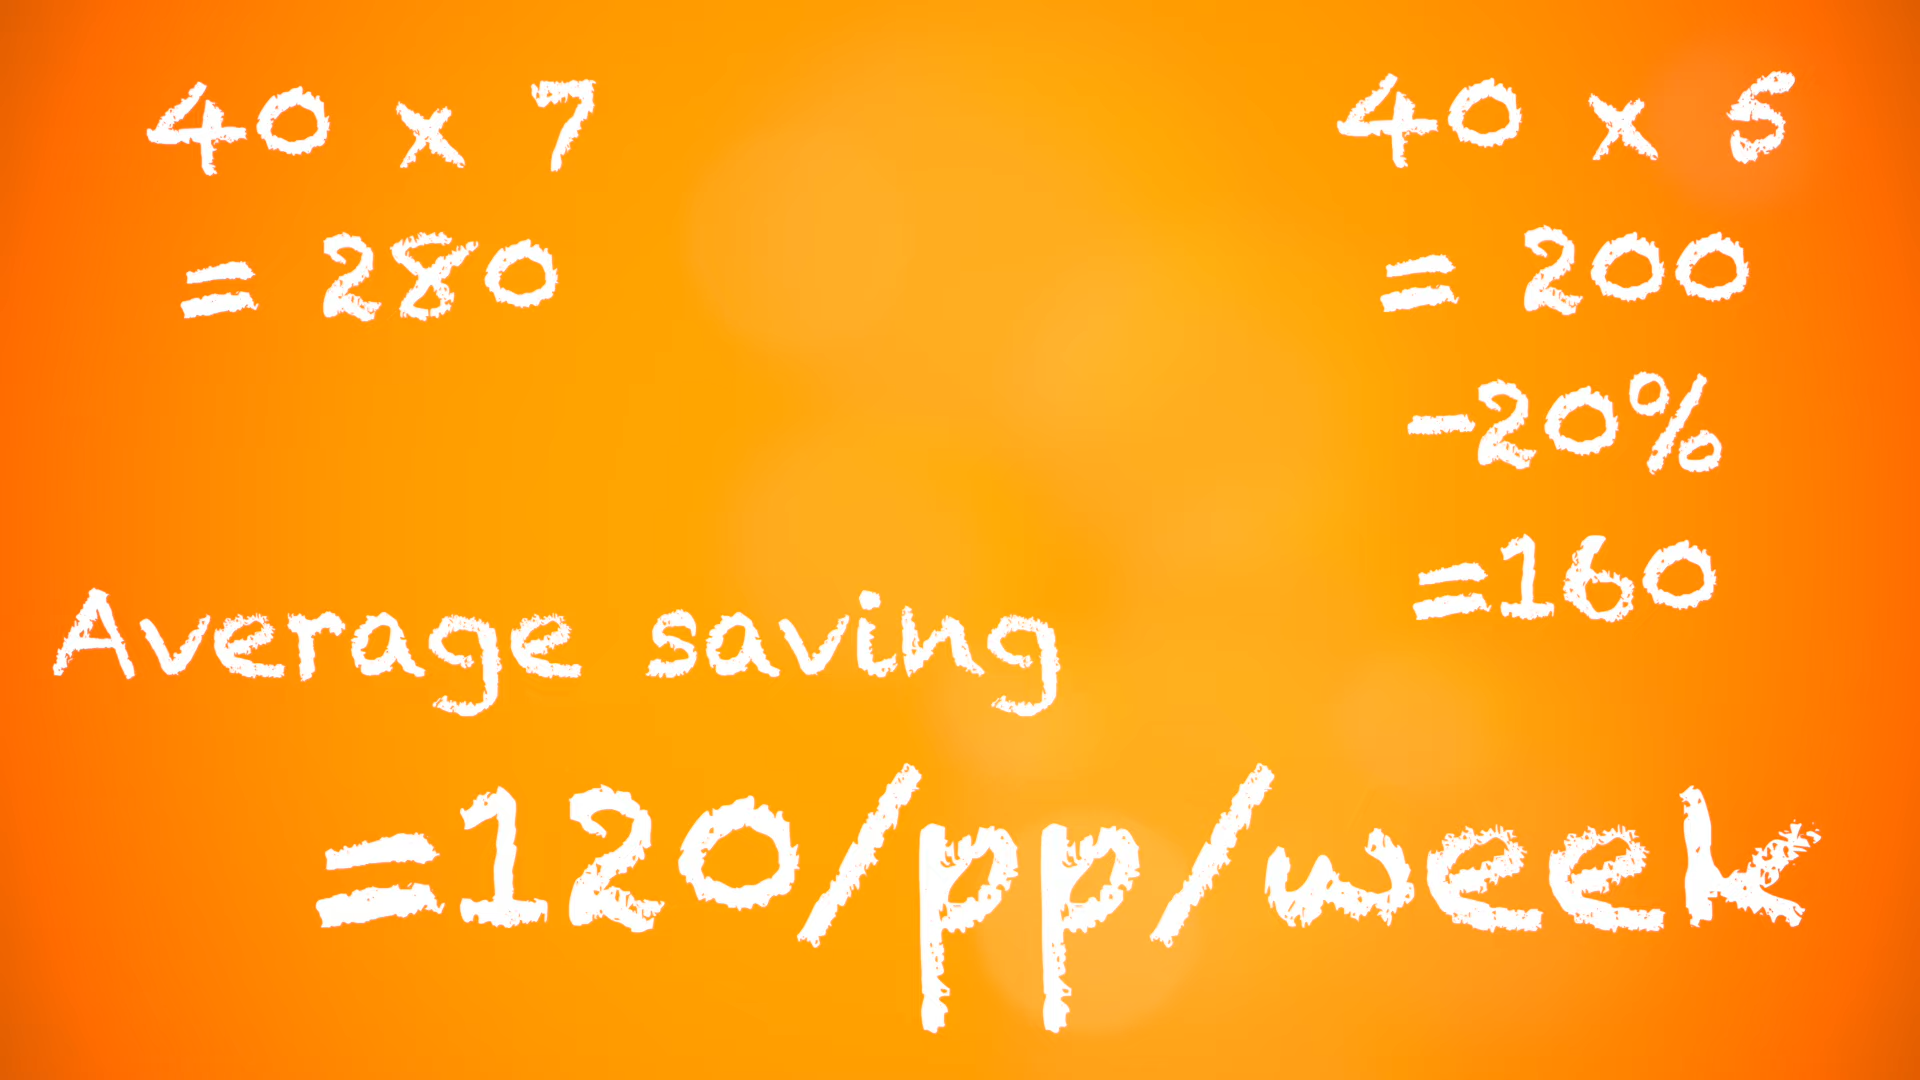 40 x 7
= 280
40 x 5
= 200
-20%
=160
Average saving
=120/pp/week